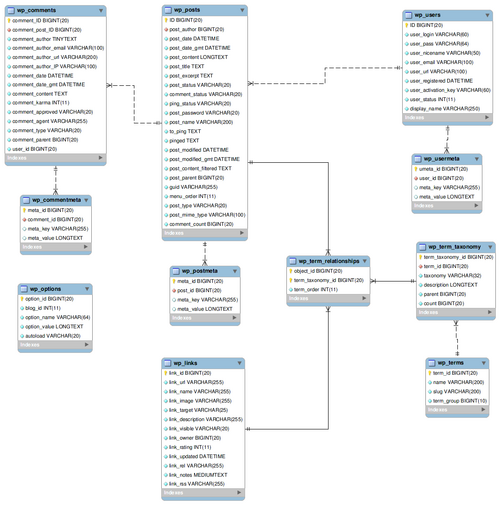 wp_comments
comment_ID BIGINT(20)
comment_post_ID BIGINT(20)
comment_author TINYTEXT
comment_author_email VARCHAR(100)
comment_author_url VARCHAR(200)
comment_author_IP VARCHAR(100)
comment_date DATETIME
comment_date_gmt DATETIME
comment_content TEXT
comment_karma INT(11)
comment_approved VARCHAR(20)
comment_agent VARCHAR(255)
comment_type VARCHAR(20)
comment_parent BIGINT(20)
user_id BIGINT(20)
Indexes
wp_commentmeta
meta_id BIGINT(20)
comment_id BIGINT(20)
meta_key VARCHAR(255)
meta_value LONGTEXT
Indexes
wp_options
option_id BIGINT(20)
blog_id INT(11)
option_name VARCHAR(64)
option_value LONGTEXT
autoload VARCHAR(20)
Indexes
wp_posts
ID BIGINT(20)
post_author BIGINT(20)
post_date DATETIME
post_date_gmt DATETIME
post_content LONGTEXT
post_title TEXT
post_excerpt TEXT
post_status VARCHAR(20)
comment_status VARCHAR(20)
ping_status VARCHAR(20)
post_password VARCHAR(20)
post_name VARCHAR(200)
to_ping TEXT
pinged TEXT
post_modified DATETIME
post_modified_gmt DATETIME
post_content_filtered TEXT
post_parent BIGINT(20)
guid VARCHAR(255)
menu_order INT(11)
post_type VARCHAR(20)
post_mime_type VARCHAR(100)
comment_count BIGINT(20)
Indexes
wp_postmeta
meta_id BIGINT(20)
post_id BIGINT(20)
meta_key VARCHAR(255)
meta_value LONGTEXT
Indexes
wp_links
link_id BIGINT(20)
link_url VARCHAR(255)
link_name VARCHAR(255)
link_image VARCHAR(255)
link_target VARCHAR(25)
link_description VARCHAR(255)
link_visible VARCHAR(20)
link_owner BIGINT(20)
link_rating INT(11)
link_updated DATETIME
link_rel VARCHAR(255)
link_notes MEDIUMTEXT
link_rss VARCHAR(255)
Indexes
wp_term_relationships
object_id BIGINT(20)
term_taxonomy_id BIGINT(20)
term_order INT(11)
Indexes
wp_users
ID BIGINT(20)
user_login VARCHAR(60)
user_pass VARCHAR(64)
user_nicename VARCHAR(50)
user_email VARCHAR(100)
user_url VARCHAR(100)
user_registered DATETIME
user_activation_key VARCHAR(60)
user_status INT(11)
display_name VARCHAR(250)
Indexes
wp_usermeta
umeta_id BIGINT(20)
user_id BIGINT(20)
meta_key VARCHAR(255)
meta_value LONGTEXT
Indexes
wp_term_taxonomy
term_taxonomy_id BIGINT(20)
term_id BIGINT(20)
taxonomy VARCHAR(32)
description LONGTEXT
parent BIGINT(20)
count BIGINT(20)
Indexes
wp_terms
term_id BIGINT(20)
name VARCHAR(200)
slug VARCHAR(200)
term_group BIGINT(10)
Indexes